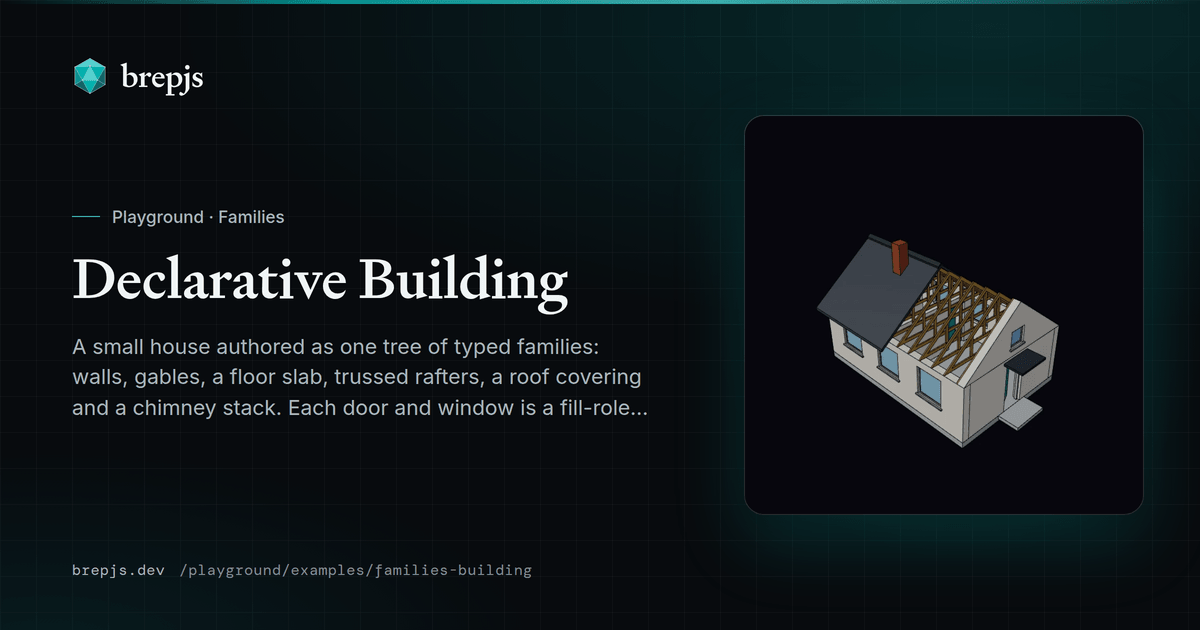 brepjs
Playground · Families
Declarative Building
A small house authored as one tree of typed families:
walls, gables, a floor slab, trussed rafters, a roof covering
and a chimney stack. Each door and window is a fill-role…
brepjs.dev /playground/examples/families-building